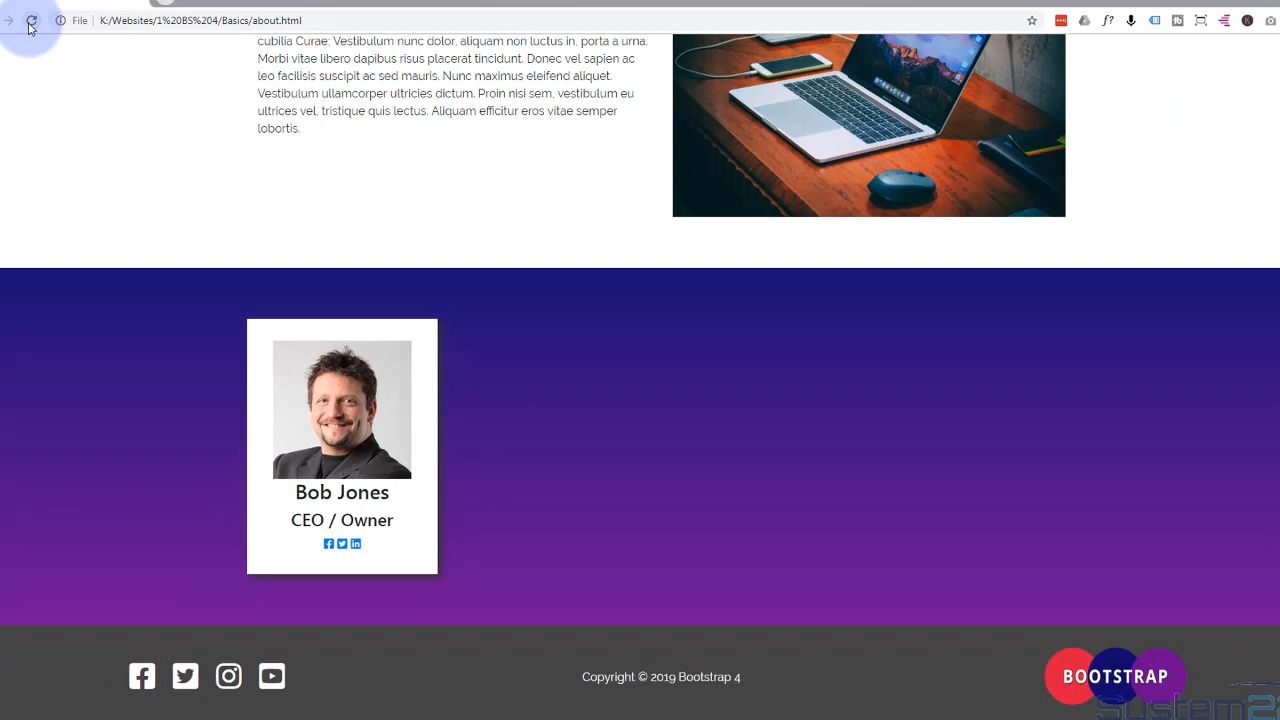 File
K:/Websites/1%20BS%204/Basics/about.html
f?
cubilia Curae; Vestibulum nunc dolor, aliquam non luctus in, porta a urna.
Morbi vitae libero dapibus risus placerat tincidunt. Donec vel sapien ac
leo facilisis suscipit ac sed mauris. Nunc maximus eleifend aliquet.
Vestibulum ullamcorper ultricies dictum. Proin nisi sem, vestibulum eu
ultrices vel, tristique quis lectus. Aliquam efficitur eros vitae semper
lobortis.
Bob Jones
CEO / Owner
Copyright © 2019 Bootstrap 4
BOOTSTRAP